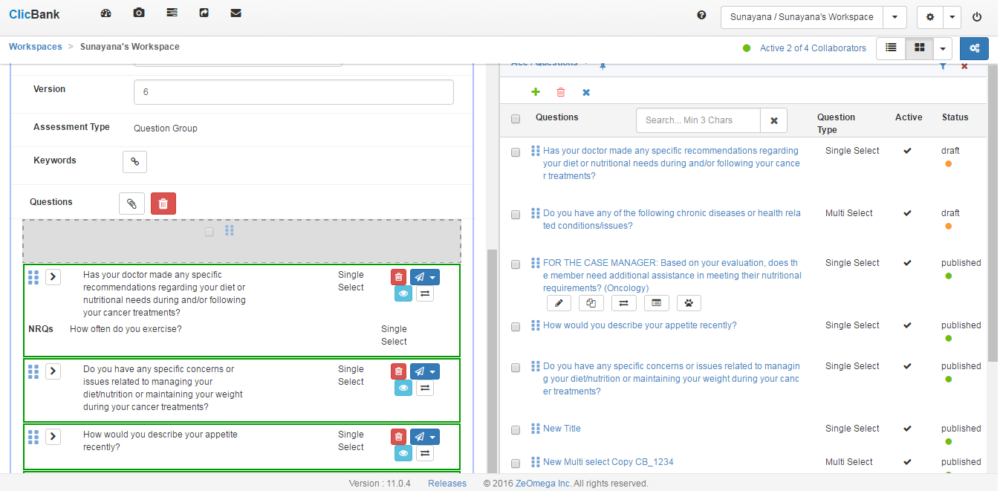 ClicBank
Sunayana / Sunayana's Workspace
Workspaces > Sunayana's Workspace
Active 2 of 4 Collaborators
Version
6
Assessment Type
Question Group
Keywords
Questions
Has your doctor made any specific
recommendations regarding your diet or
nutritional needs during and/or following
your cancer treatments?
Single
Select
NRQs
How often do you exercise?
Single
Select
Do you have any specific concerns or
issues related to managing your
diet/nutrition or maintaining your weight
during your cancer treatments?
Single
Select
How would you describe your appetite
recently?
Single
Select
Acc / Questions
Questions
Search... Min 3 Chars
Question
Type
Active
Status
Has your doctor made any specific recommendations regarding
your diet or nutritional needs during and/or following your cance
r treatments?
Single Select
draft
Do you have any of the following chronic diseases or health rela
ted conditions/issues?
Multi Select
draft
FOR THE CASE MANAGER: Based on your evaluation, does th
e member need additional assistance in meeting their nutritional
requirements? (Oncology)
Single Select
published
How would you describe your appetite recently?
Single Select
published
Do you have any specific concerns or issues related to managin
g your diet/nutrition or maintaining your weight during your canc
er treatments?
Single Select
published
New Title
Single Select
published
New Multi select Copy CB_1234
Multi Select
published
Version : 11.0.4
Releases
© 2016 ZeOmega Inc. All rights reserved.